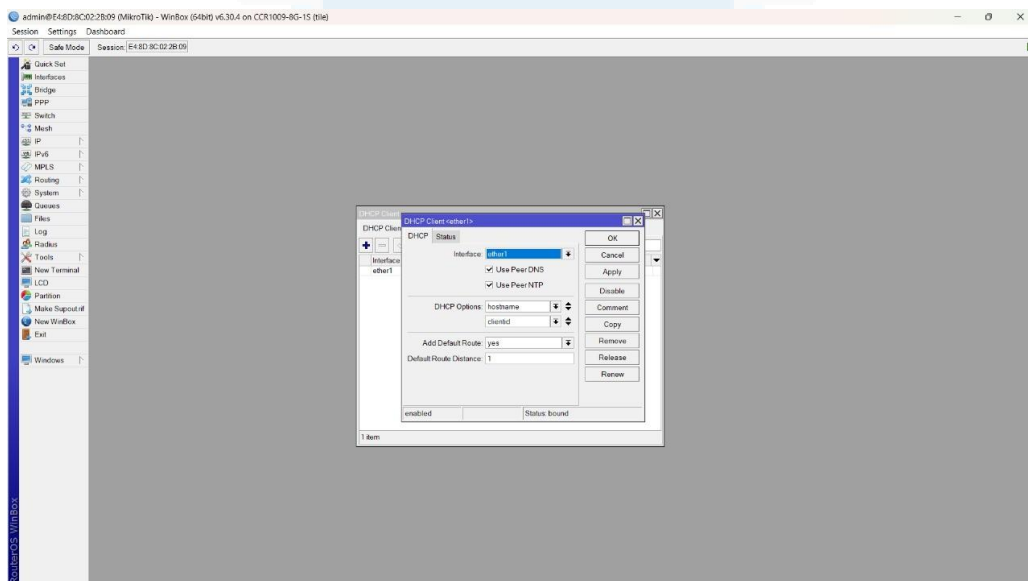 admin@E4:8D:8C:02:2B:09 (MikroTik) - WinBox (64bit) v6.30.4 on CCR1009-8G-1S (tile)
Session Settings Dashboard
Safe Mode Session: E4:8D:8C:02:2B:09
Quick Set
Interfaces
Bridge
PPP
Switch
Mesh
IP
IPv6
MPLS
Routing
System
Queues
Files
Log
Radius
Tools
New Terminal
LCD
Partition
Make Supout.rif
New WinBox
Exit
Windows
RouterOS WinBox
DHCP Client
DHCP Clien
Interface
ether1
1 item
DHCP Client <ether1>
DHCP Status
Interface: ether1
Use Peer DNS
Use Peer NTP
DHCP Options: hostname
clientid
Add Default Route: yes
Default Route Distance: 1
OK
Cancel
Apply
Disable
Comment
Copy
Remove
Release
Renew
enabled Status: bound